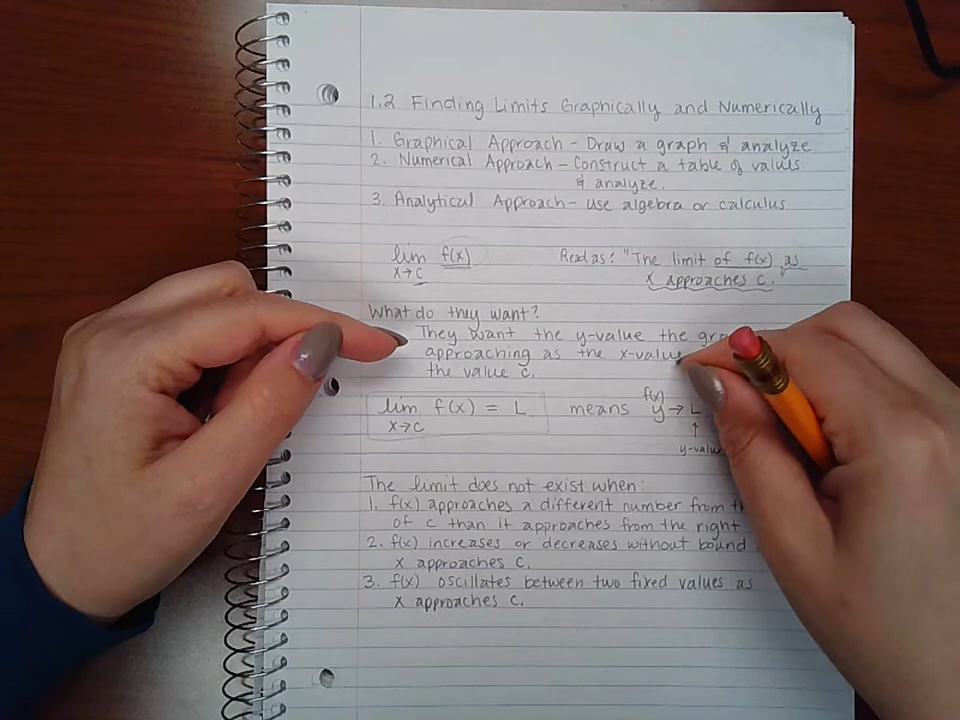 1.2 Finding Limits Graphically and Numerically
1. Graphical Approach - Draw a graph & analyze
2. Numerical Approach - Construct a table of values
& analyze.
3. Analytical Approach - use algebra or calculus
lim f(x)
x→c
Read as: "The limit of f(x) as
x approaches c."
What do they want?
They want the y-value the
approaching as the x-value
the value c.
lim f(x) = L means y → L
x→c
f(x)
↑
y-value
The limit does not exist when:
1. f(x) approaches a different number from
of c than it approaches from the right
2. f(x) increases or decreases without bound
x approaches c.
3. f(x) oscillates between two fixed values as
x approaches c.